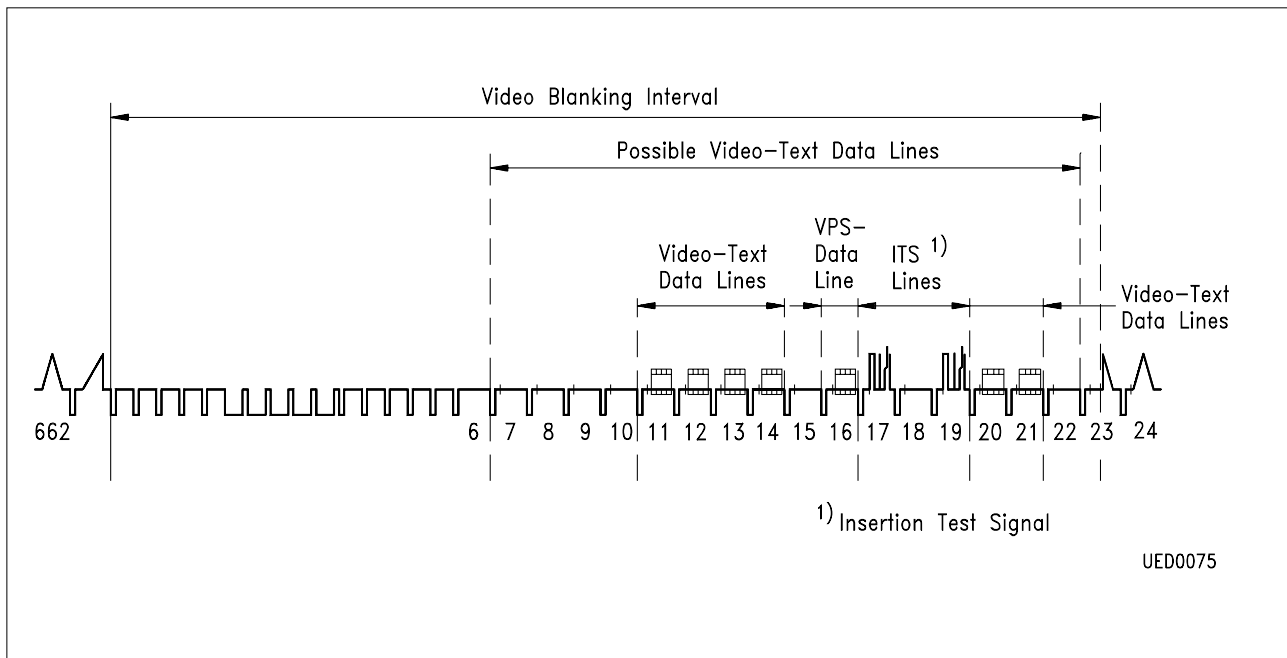 Video Blanking Interval
Possible Video-Text Data Lines
VPS-
Data
Line
Video-Text
Data Lines
ITS 1)
Lines
Video-Text
Data Lines
662 6 7 8 9 10 11 12 13 14 15 16 17 18 19 20 21 22 23 24
1) Insertion Test Signal
UED0075